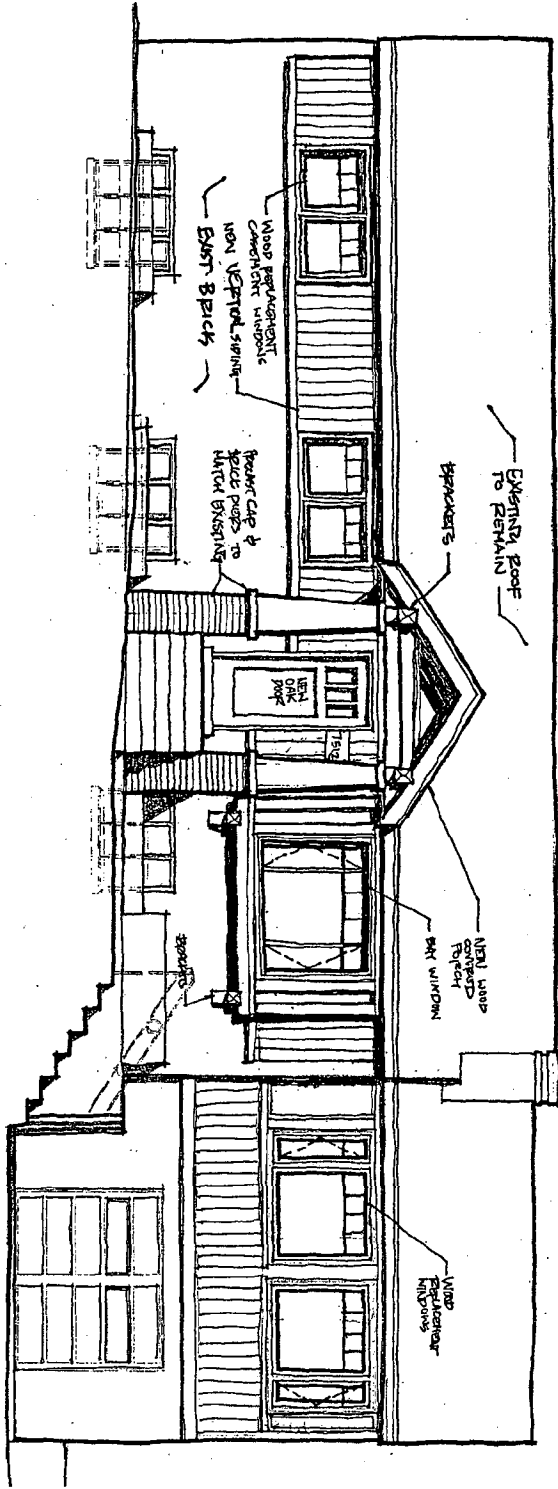 EXISTING ROOF
TO REMAIN
BRACKETS
NEW WOOD
COVERED
PORCH
BAY WINDOW
WOOD
REPLACEMENT
WINDOWS
WOOD REPLACEMENT
CASEMENT WINDOWS
NEW VERTICAL SIDING
EXIST BRICK
CAP &
BRICK PIERS TO
MATCH EXISTING
NEW
OAK
DOOR
7512
BRACKETS